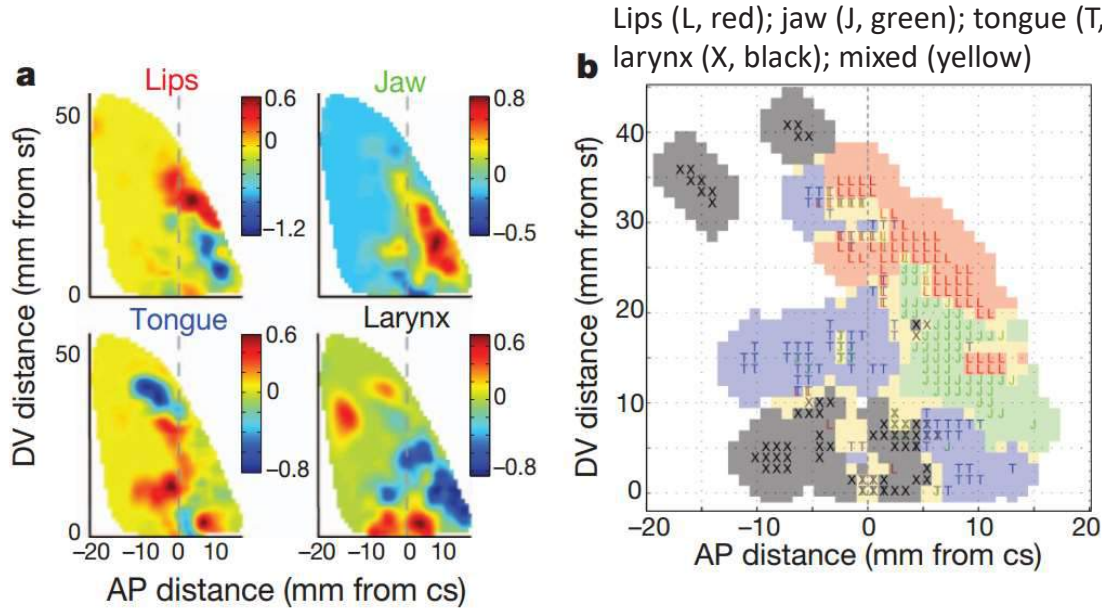 Lips (L, red); jaw (J, green); tongue (T,
larynx (X, black); mixed (yellow)
a
b
Lips
Jaw
50
0
0.6
0
−1.2
0.8
0
−0.5
Tongue
Larynx
50
0
−20 −10 0 10
0.6
0
−0.8
−20 −10 0 10
0.6
0
−0.8
DV distance (mm from sf)
AP distance (mm from cs)
40
30
20
10
0
−20 −10 0 10 20
DV distance (mm from sf)
AP distance (mm from cs)